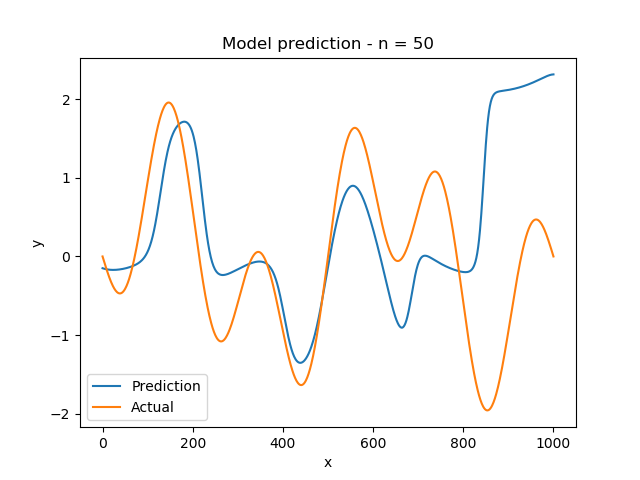 Model prediction - n = 50
y
2
1
0
−1
−2
Prediction
Actual
0 200 400 600 800 1000
x